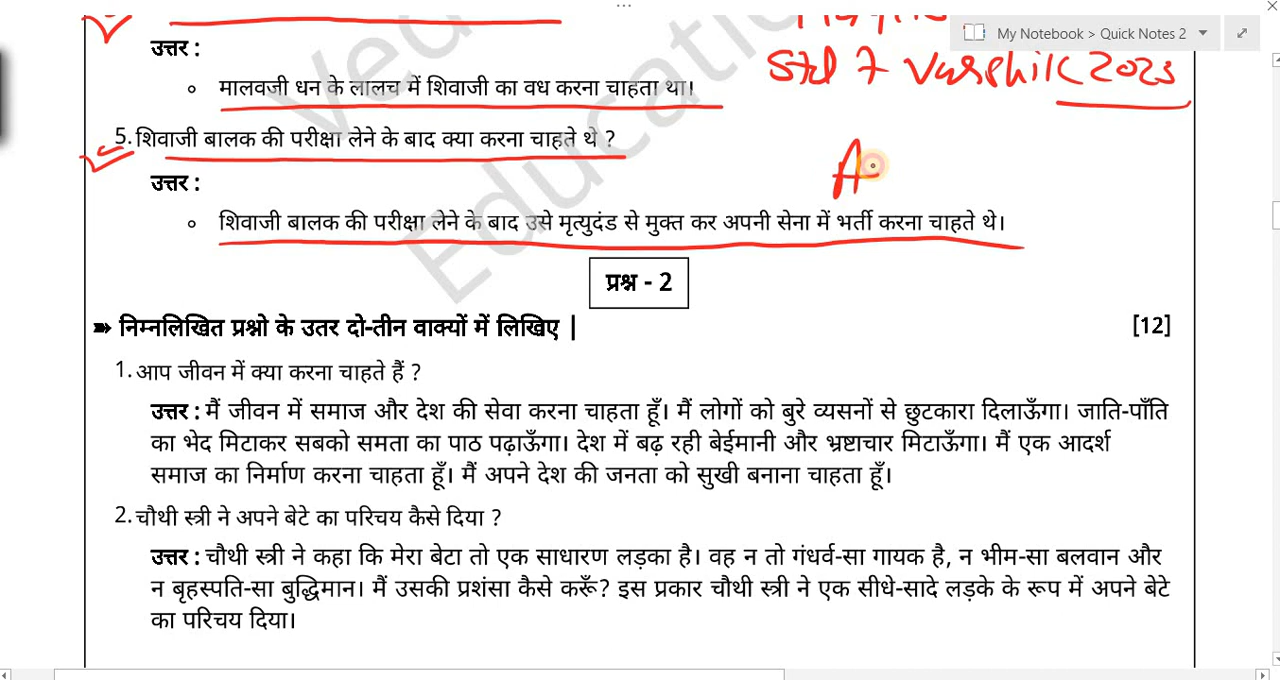 My Notebook > Quick Notes 2
Std 7 Varshik 2023
उत्तर :
मालवजी धन के लालच में शिवाजी का वध करना चाहता था।
5. शिवाजी बालक की परीक्षा लेने के बाद क्या करना चाहते थे ?
A
उत्तर :
शिवाजी बालक की परीक्षा लेने के बाद उसे मृत्युदंड से मुक्त कर अपनी सेना में भर्ती करना चाहते थे।
प्रश्न - 2
➽ निम्नलिखित प्रश्नो के उतर दो-तीन वाक्यों में लिखिए | [12]
1. आप जीवन में क्या करना चाहते हैं ?
उत्तर : मैं जीवन में समाज और देश की सेवा करना चाहता हूँ। मैं लोगों को बुरे व्यसनों से छुटकारा दिलाऊँगा। जाति-पाँति
का भेद मिटाकर सबको समता का पाठ पढ़ाऊँगा। देश में बढ़ रही बेईमानी और भ्रष्टाचार मिटाऊँगा। मैं एक आदर्श
समाज का निर्माण करना चाहता हूँ। मैं अपने देश की जनता को सुखी बनाना चाहता हूँ।
2. चौथी स्त्री ने अपने बेटे का परिचय कैसे दिया ?
उत्तर : चौथी स्त्री ने कहा कि मेरा बेटा तो एक साधारण लड़का है। वह न तो गंधर्व-सा गायक है, न भीम-सा बलवान और
न बृहस्पति-सा बुद्धिमान। मैं उसकी प्रशंसा कैसे करूँ? इस प्रकार चौथी स्त्री ने एक सीधे-सादे लड़के के रूप में अपने बेटे
का परिचय दिया।